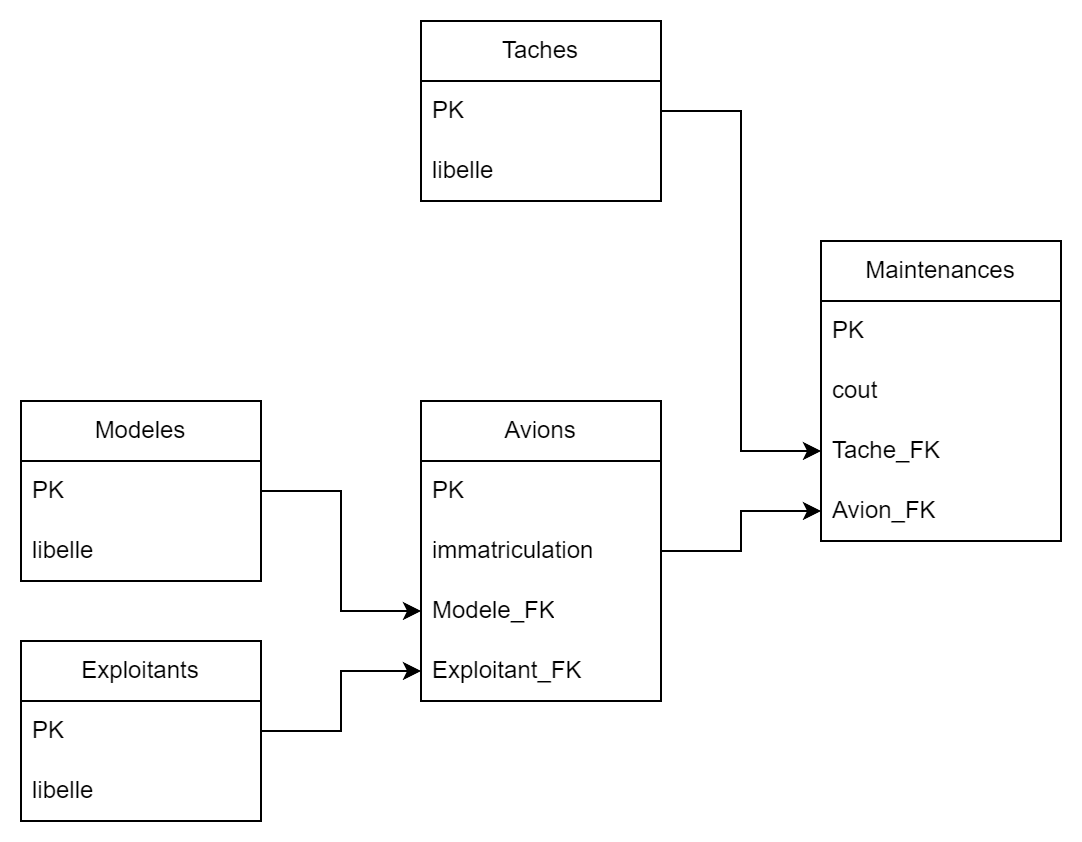 Taches
PK
libelle
Maintenances
PK
cout
Tache_FK
Avion_FK
Modeles
PK
libelle
Avions
PK
immatriculation
Modele_FK
Exploitant_FK
Exploitants
PK
libelle